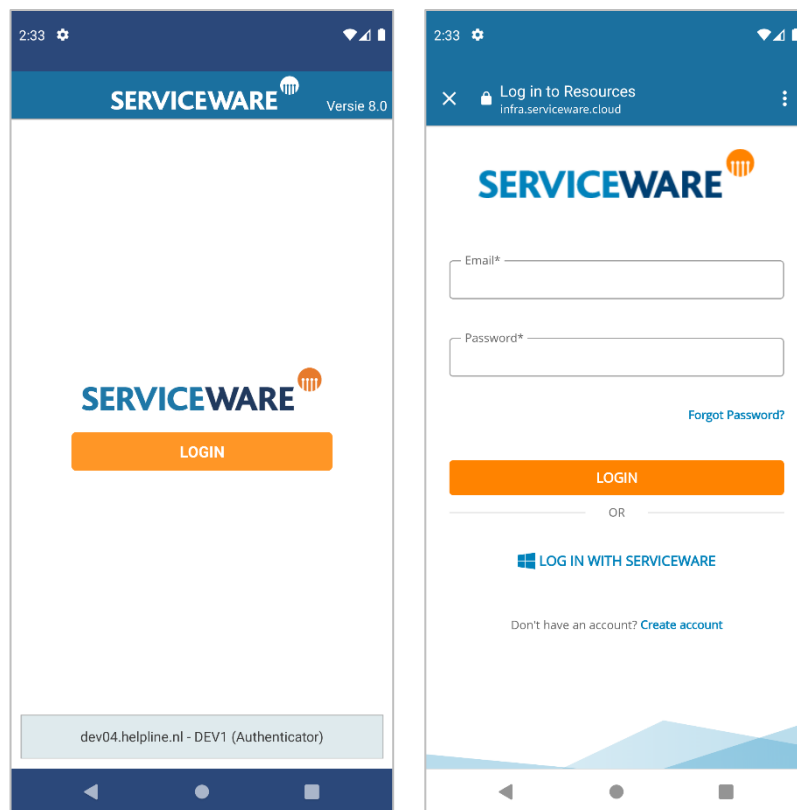 2:33
SERVICEWARE
Versie 8.0
SERVICEWARE
LOGIN
dev04.helpline.nl - DEV1 (Authenticator)
2:33
Log in to Resources
infra.serviceware.cloud
SERVICEWARE
Email*
Password*
Forgot Password?
LOGIN
OR
LOG IN WITH SERVICEWARE
Don't have an account? Create account